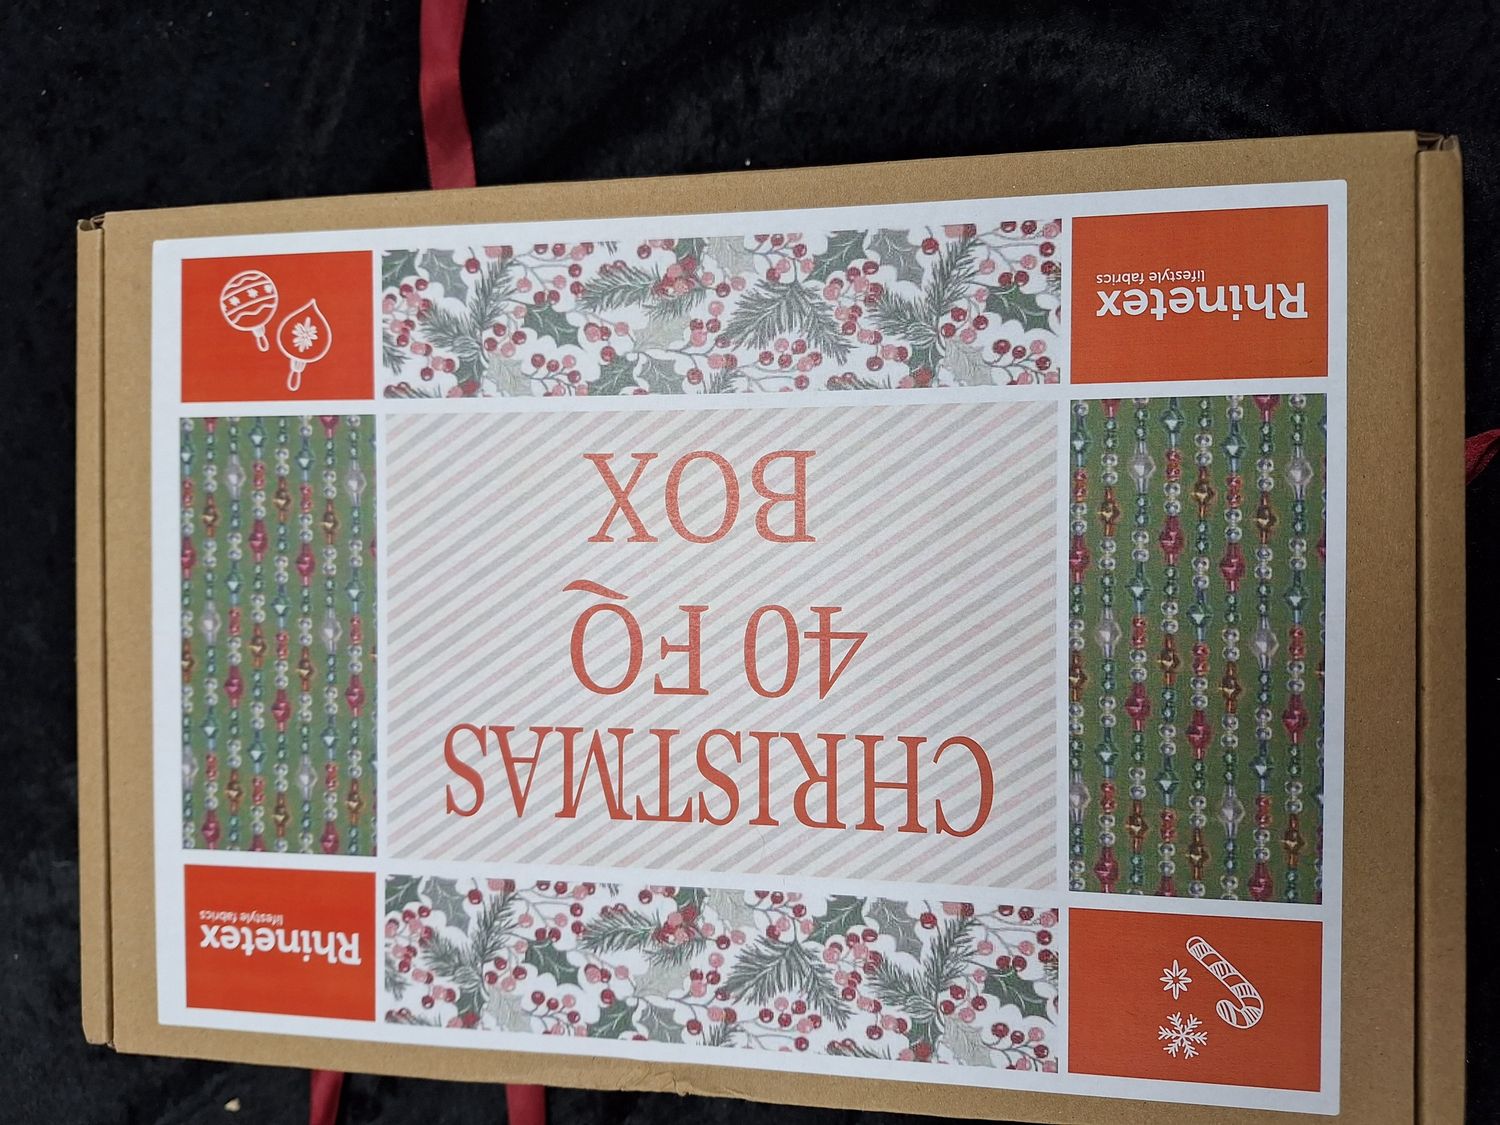 Rhinetex
lifestyle fabrics
CHRISTMAS
40 FQ
BOX
Rhinetex
lifestyle fabrics